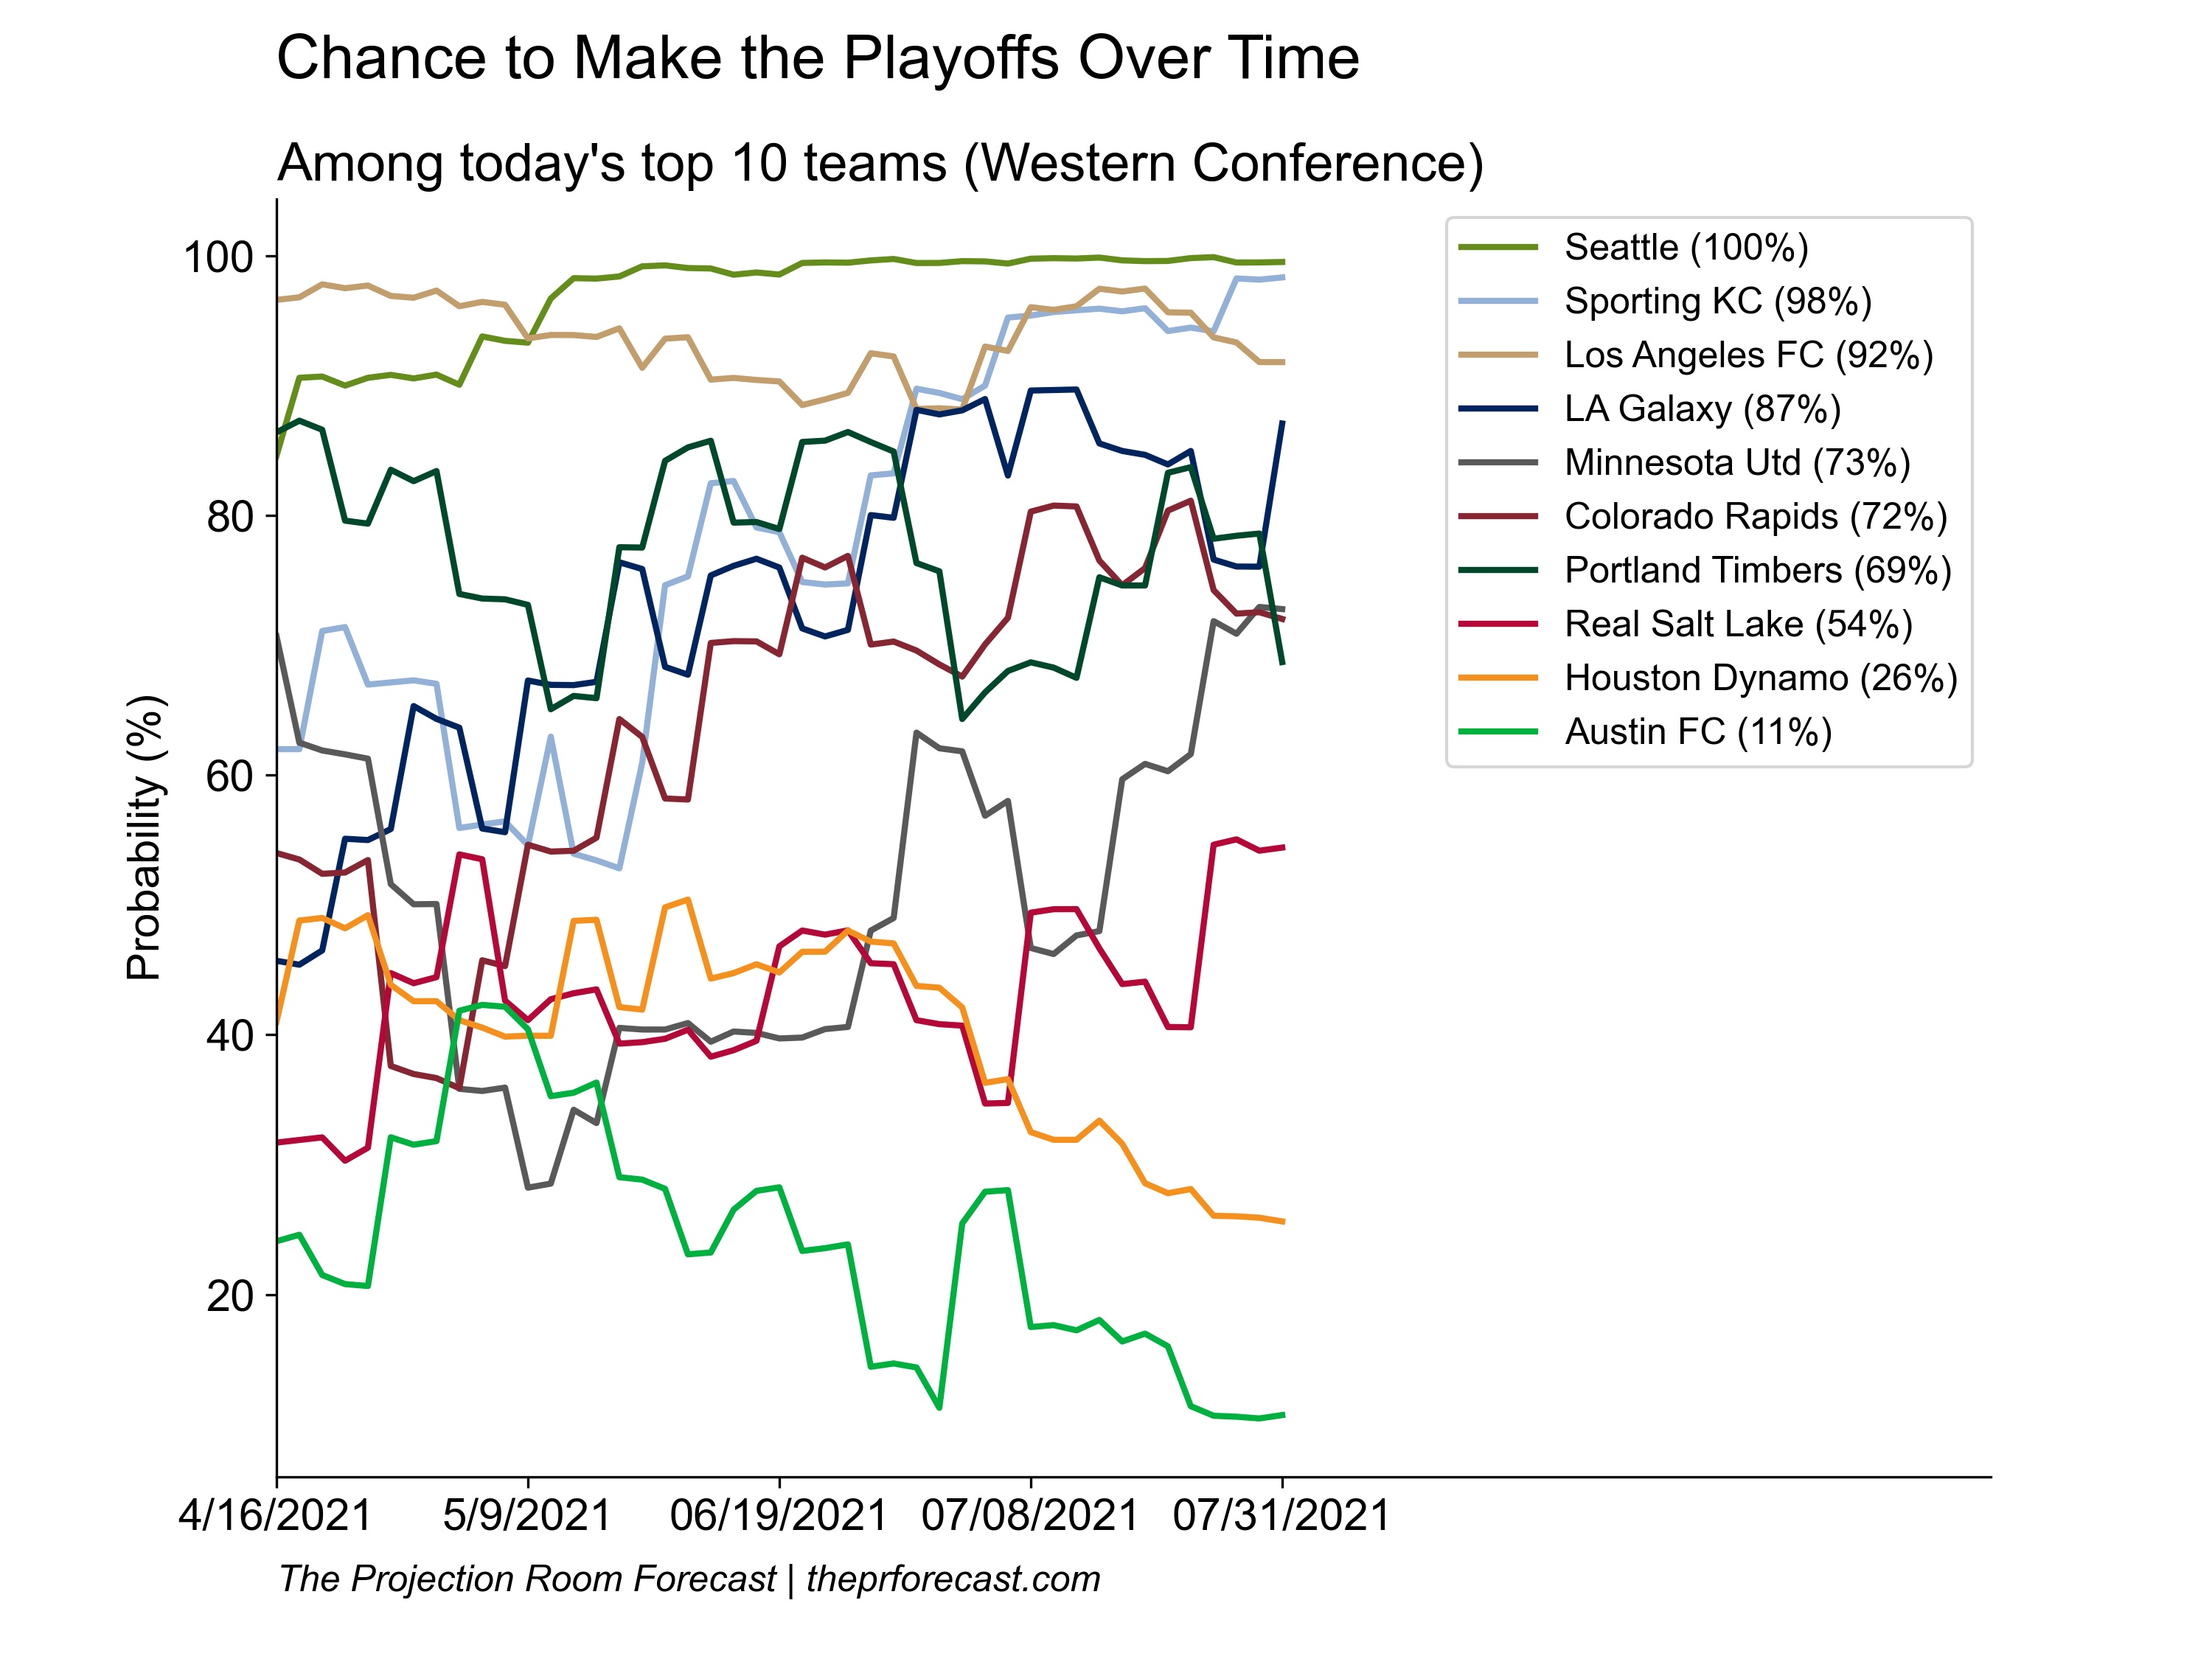 Chance to Make the Playoffs Over Time
Among today's top 10 teams (Western Conference)
100
80
60
40
20
Probability (%)
Seattle (100%)
Sporting KC (98%)
Los Angeles FC (92%)
LA Galaxy (87%)
Minnesota Utd (73%)
Colorado Rapids (72%)
Portland Timbers (69%)
Real Salt Lake (54%)
Houston Dynamo (26%)
Austin FC (11%)
4/16/2021 5/9/2021 06/19/2021 07/08/2021 07/31/2021
The Projection Room Forecast | theprforecast.com